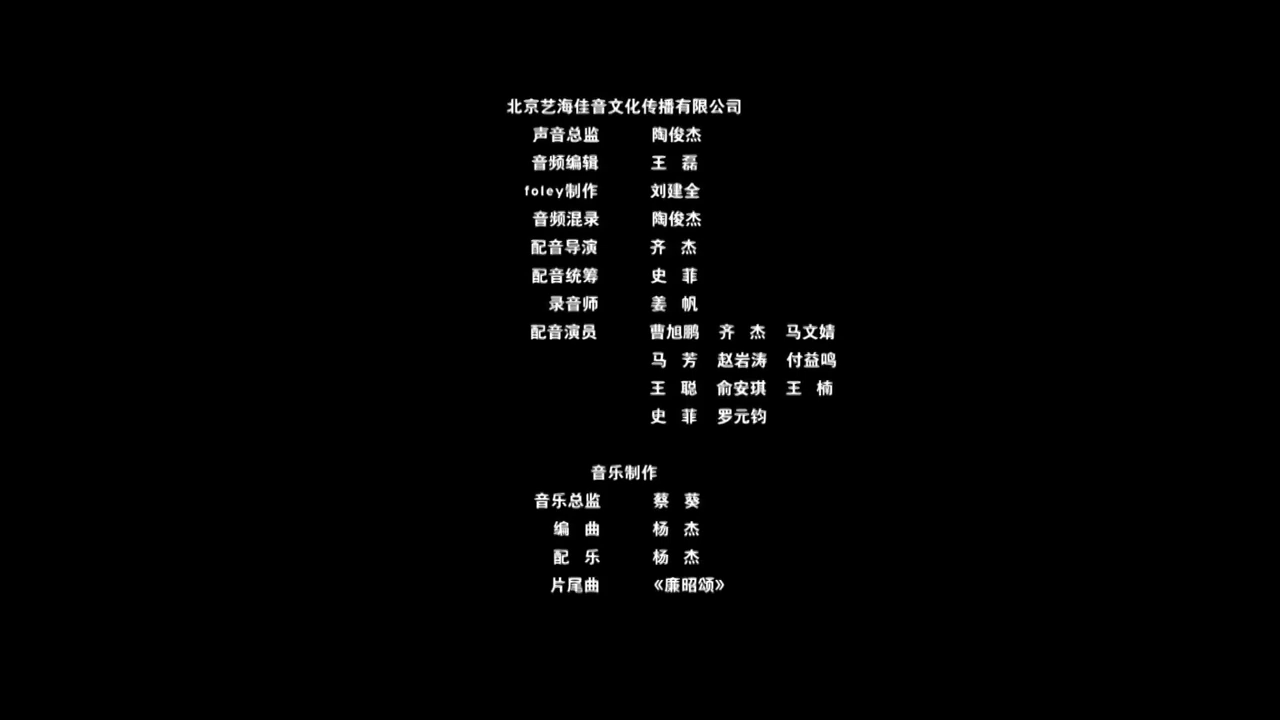 北京艺海佳音文化传播有限公司
声音总监 陶俊杰
音频编辑 王 磊
foley制作 刘建全
音频混录 陶俊杰
配音导演 齐 杰
配音统筹 史 菲
录音师 姜 帆
配音演员 曹旭鹏 齐 杰 马文婧
马 芳 赵岩涛 付益鸣
王 聪 俞安琪 王 楠
史 菲 罗元钧
音乐制作
音乐总监 蔡 葵
编 曲 杨 杰
配 乐 杨 杰
片尾曲 《廉昭颂》